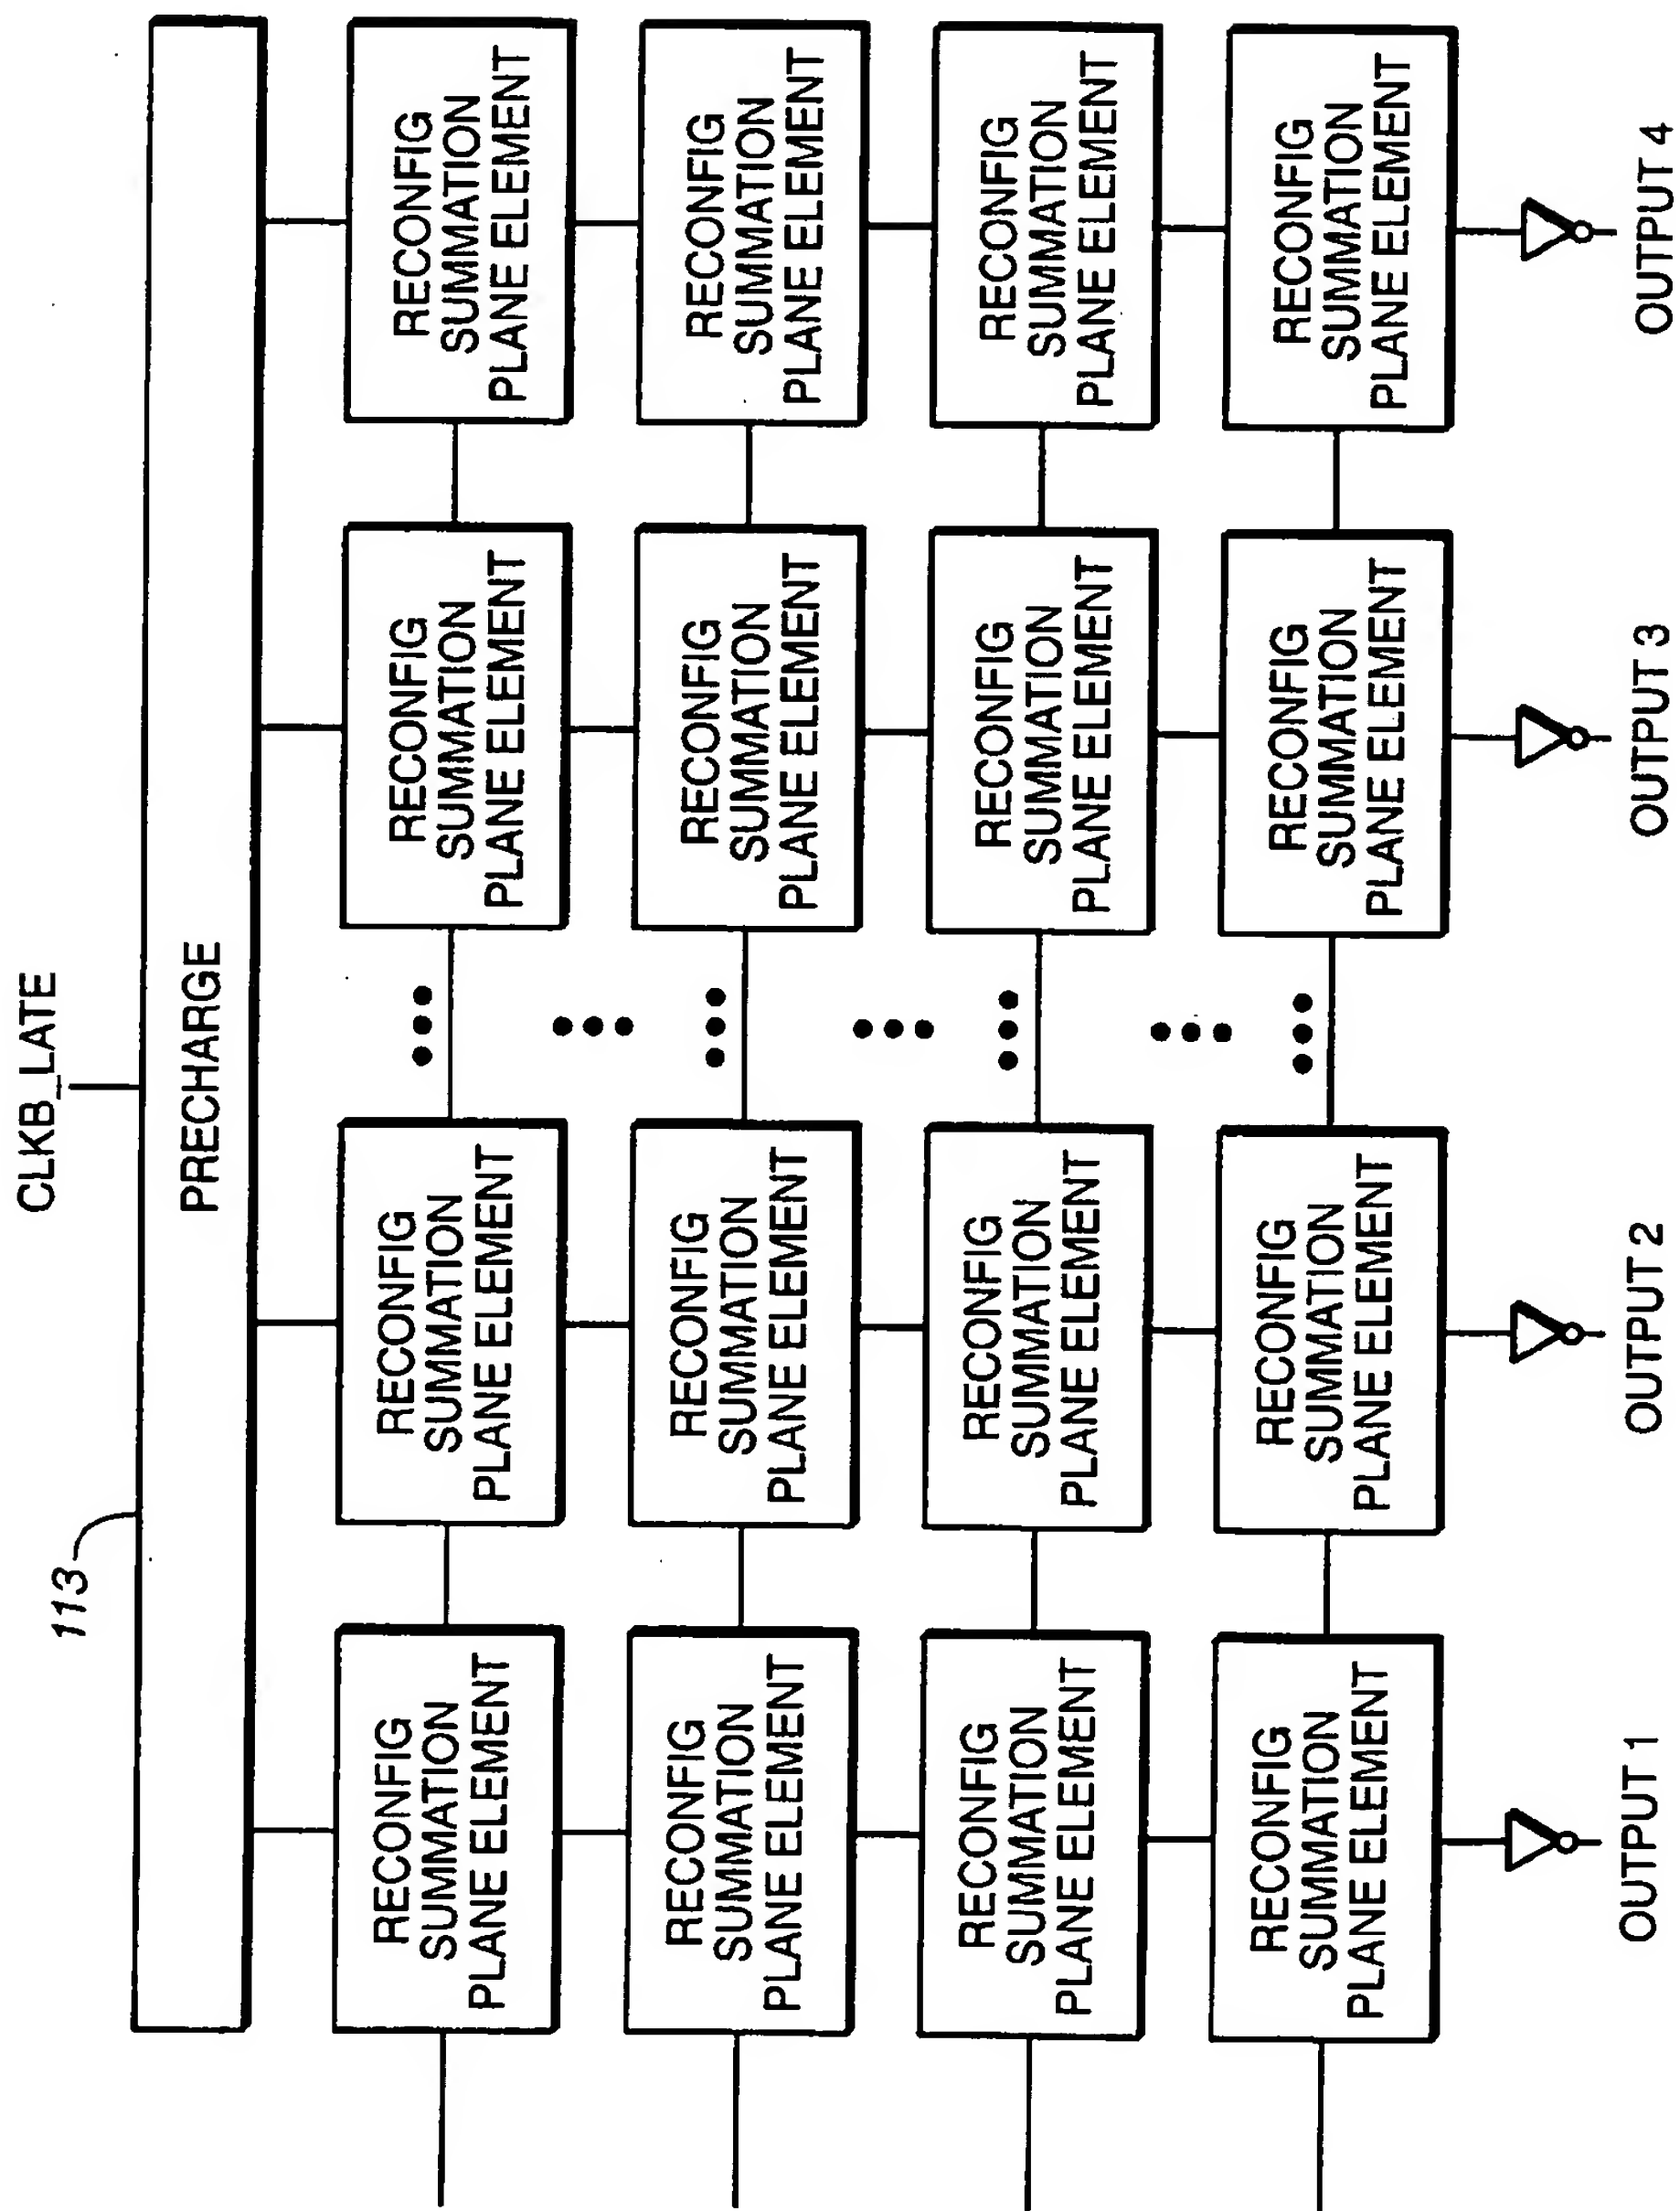 CLKB_LATE
113
PRECHARGE
RECONFIG
SUMMATION
PLANE ELEMENT
RECONFIG
SUMMATION
PLANE ELEMENT
RECONFIG
SUMMATION
PLANE ELEMENT
RECONFIG
SUMMATION
PLANE ELEMENT
RECONFIG
SUMMATION
PLANE ELEMENT
RECONFIG
SUMMATION
PLANE ELEMENT
RECONFIG
SUMMATION
PLANE ELEMENT
RECONFIG
SUMMATION
PLANE ELEMENT
RECONFIG
SUMMATION
PLANE ELEMENT
RECONFIG
SUMMATION
PLANE ELEMENT
RECONFIG
SUMMATION
PLANE ELEMENT
RECONFIG
SUMMATION
PLANE ELEMENT
RECONFIG
SUMMATION
PLANE ELEMENT
RECONFIG
SUMMATION
PLANE ELEMENT
RECONFIG
SUMMATION
PLANE ELEMENT
RECONFIG
SUMMATION
PLANE ELEMENT
OUTPUT 1
OUTPUT 2
OUTPUT 3
OUTPUT 4